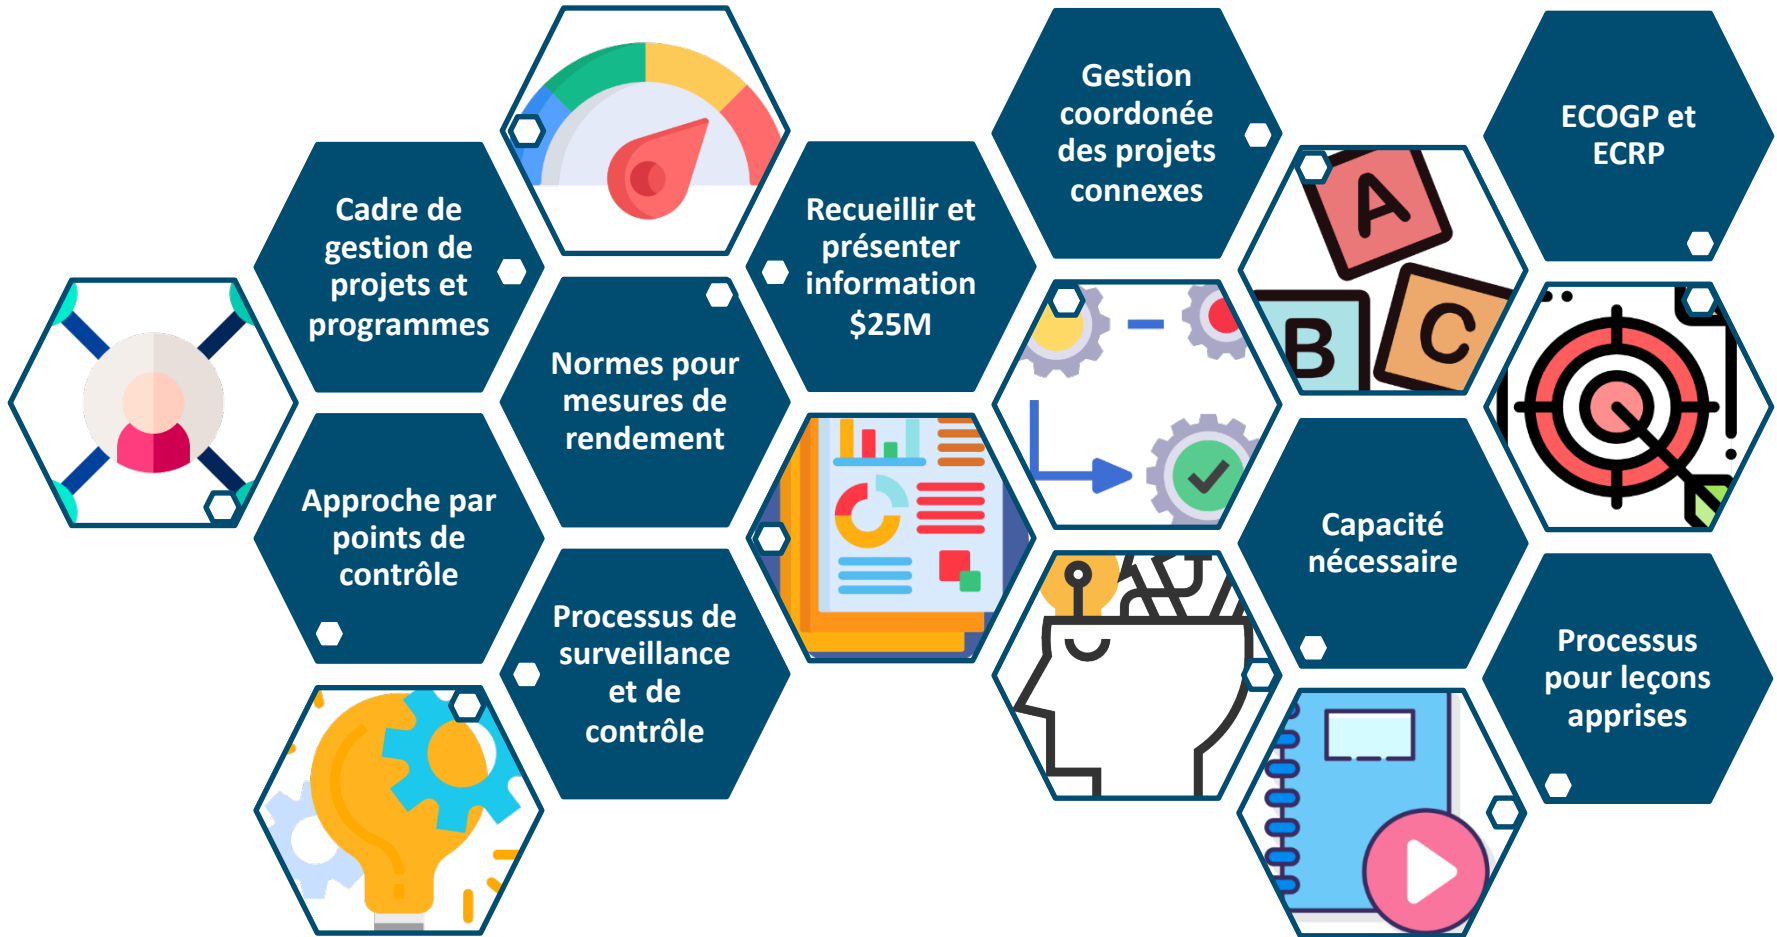 Cadre de
gestion de
projets et
programmes
Approche par
points de
contrôle
Normes pour
mesures de
rendement
Processus de
surveillance
et de
contrôle
Recueillir et
présenter
information
$25M
Gestion
coordonée
des projets
connexes
A
B
C
Capacité
nécessaire
ECOGP et
ECRP
Processus
pour leçons
apprises